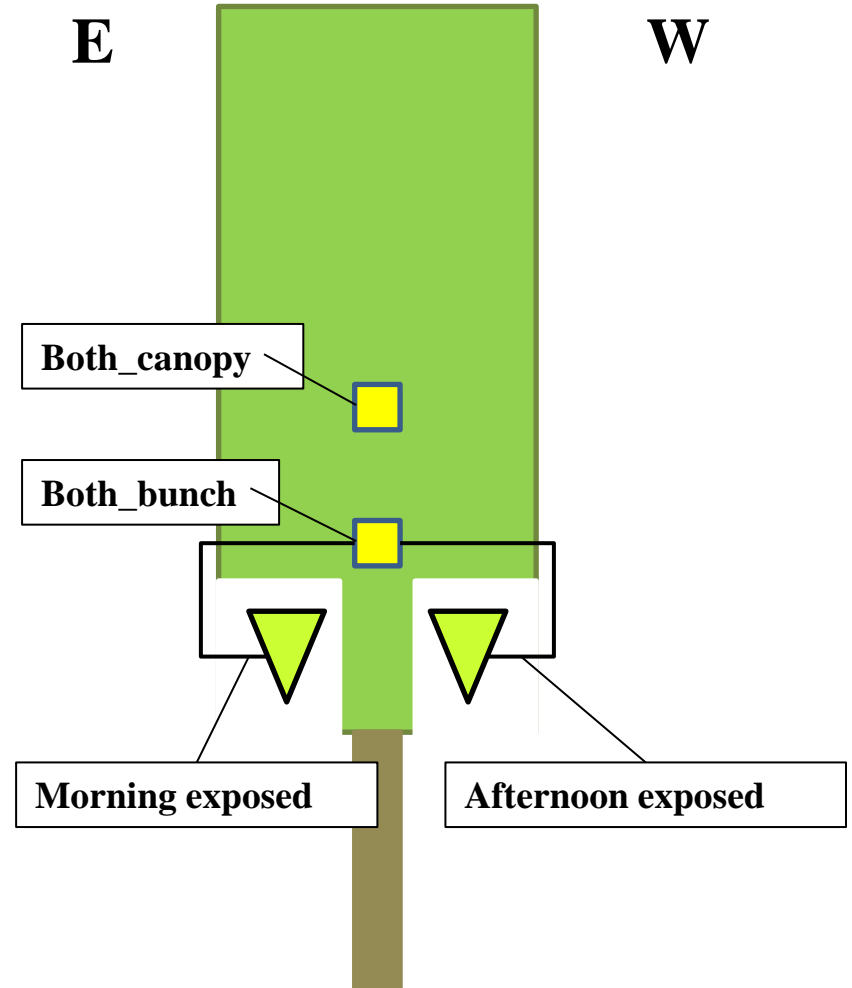 E
W
Both_canopy
Both_bunch
Morning exposed
Afternoon exposed